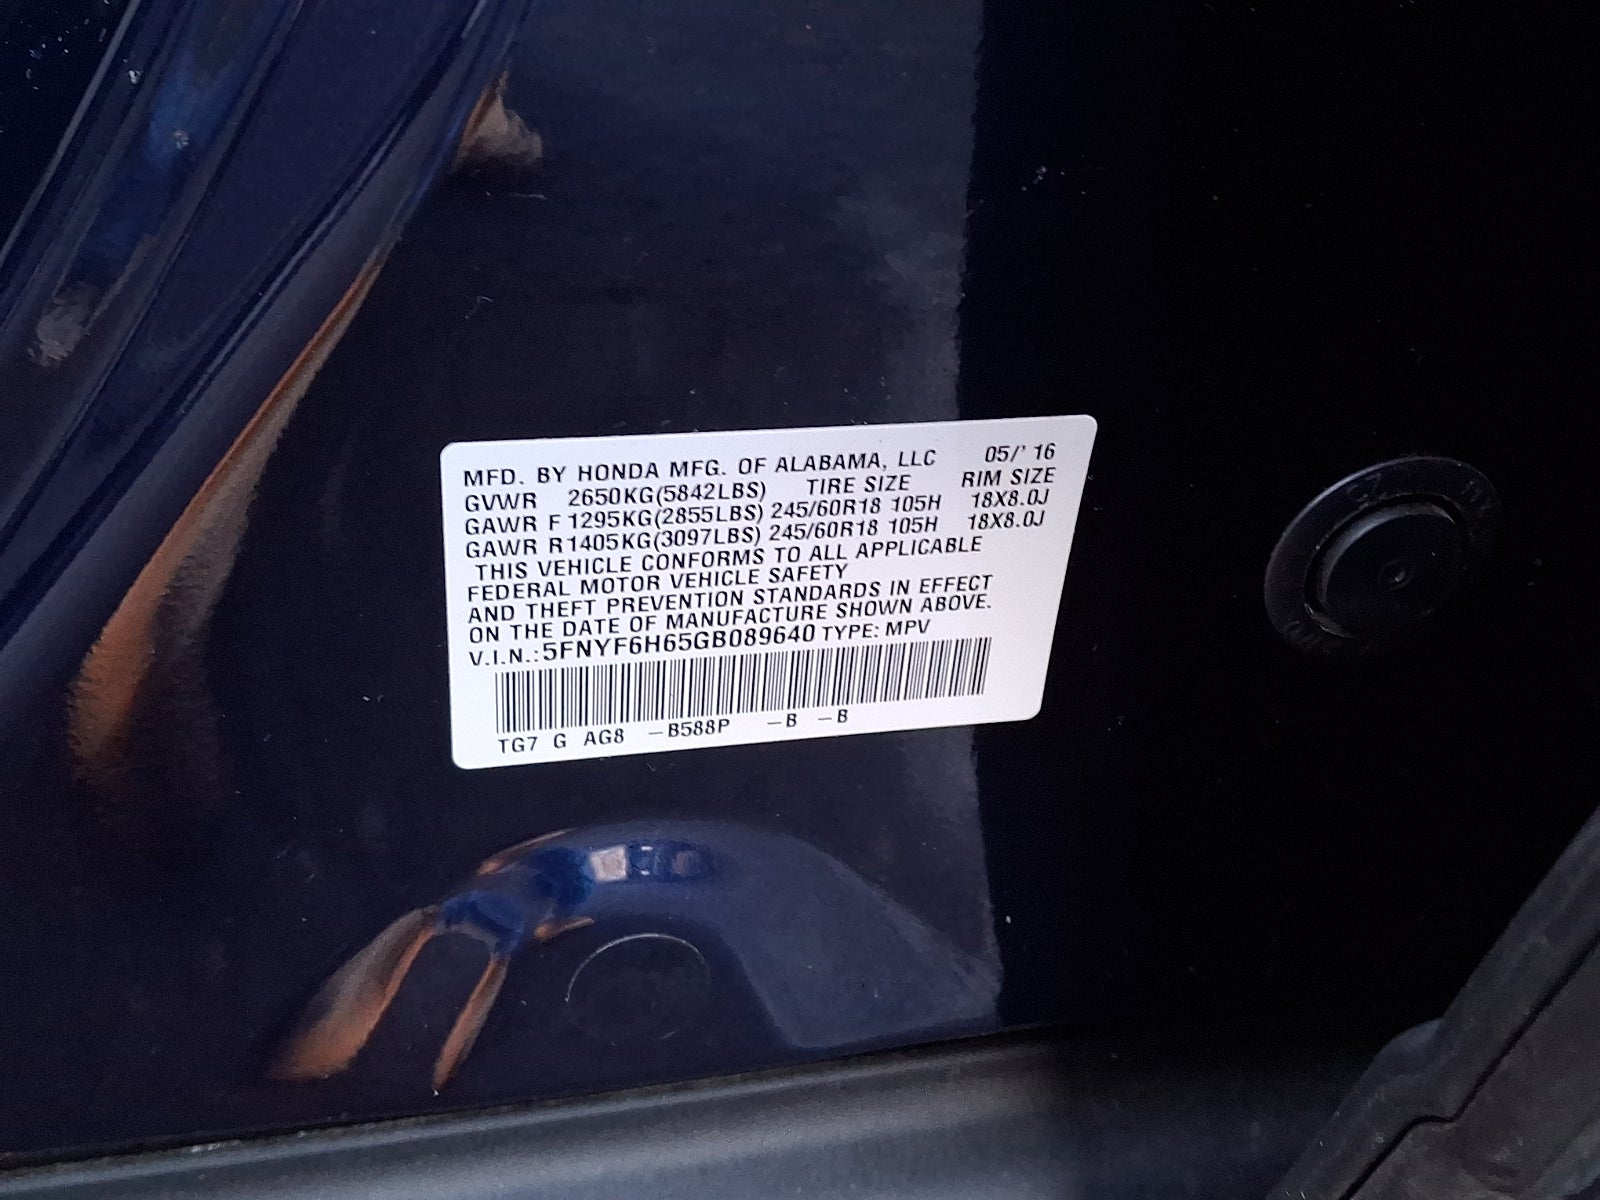 MFD. BY HONDA MFG. OF ALABAMA, LLC 05/' 16
GVWR 2650KG(5842LBS) TIRE SIZE RIM SIZE
GAWR F 1295KG(2855LBS) 245/60R18 105H 18X8.0J
GAWR R 1405KG(3097LBS) 245/60R18 105H 18X8.0J
THIS VEHICLE CONFORMS TO ALL APPLICABLE
FEDERAL MOTOR VEHICLE SAFETY
AND THEFT PREVENTION STANDARDS IN EFFECT
ON THE DATE OF MANUFACTURE SHOWN ABOVE.
V.I.N.: 5FNYF6H65GB089640 TYPE: MPV
TG7 G AG8 -B588P -B -B